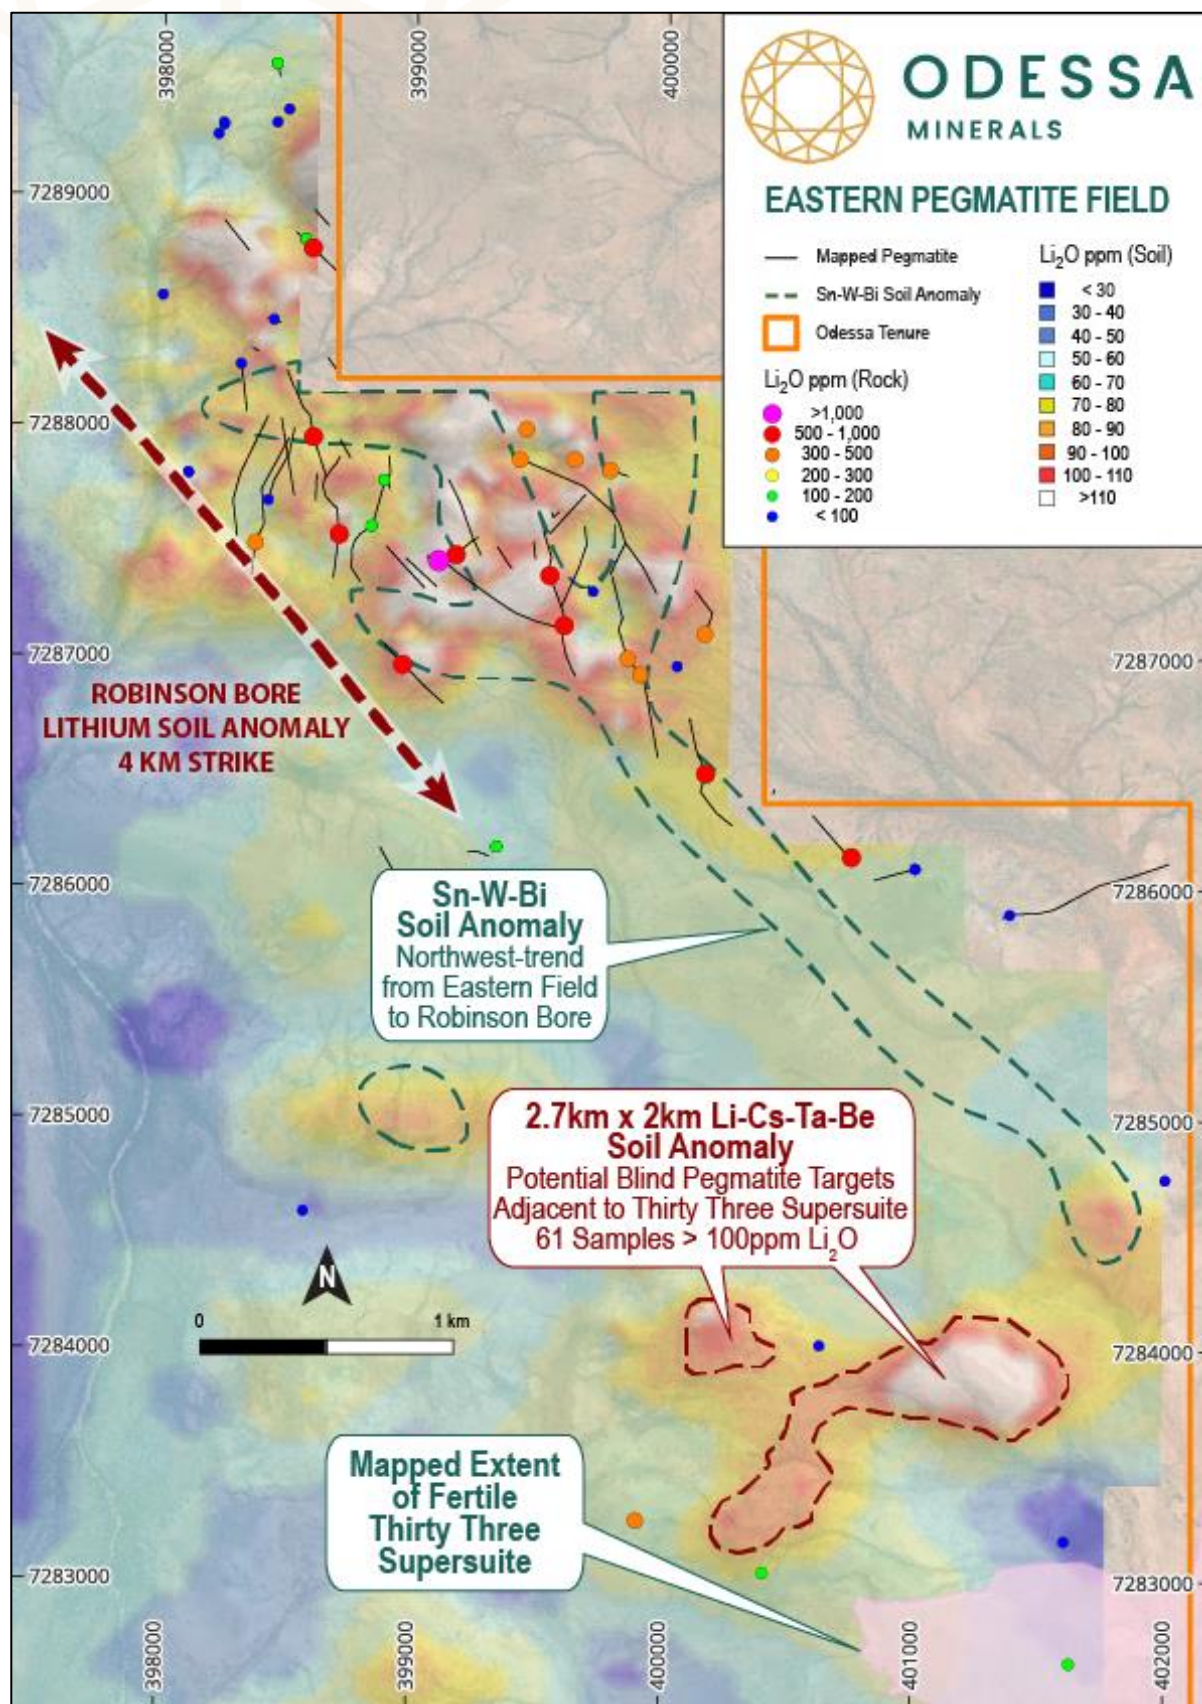 398000
399000
400000
ODESSA
MINERALS
EASTERN PEGMATITE FIELD
Mapped Pegmatite
Sn-W-Bi Soil Anomaly
Odessa Tenure
Li2O ppm (Rock)
>1,000
500 - 1,000
300 - 500
200 - 300
100 - 200
< 100
Li2O ppm (Soil)
< 30
30 - 40
40 - 50
50 - 60
60 - 70
70 - 80
80 - 90
90 - 100
100 - 110
>110
7289000
7288000
7287000
7287000
ROBINSON BORE
LITHIUM SOIL ANOMALY
4 KM STRIKE
7286000
7286000
Sn-W-Bi
Soil Anomaly
Northwest-trend
from Eastern Field
to Robinson Bore
7285000
7285000
2.7km x 2km Li-Cs-Ta-Be
Soil Anomaly
Potential Blind Pegmatite Targets
Adjacent to Thirty Three Supersuite
61 Samples > 100ppm Li2O
N
0 1 km
7284000
7284000
Mapped Extent
of Fertile
Thirty Three
Supersuite
7283000
7283000
398000
399000
400000
401000
402000